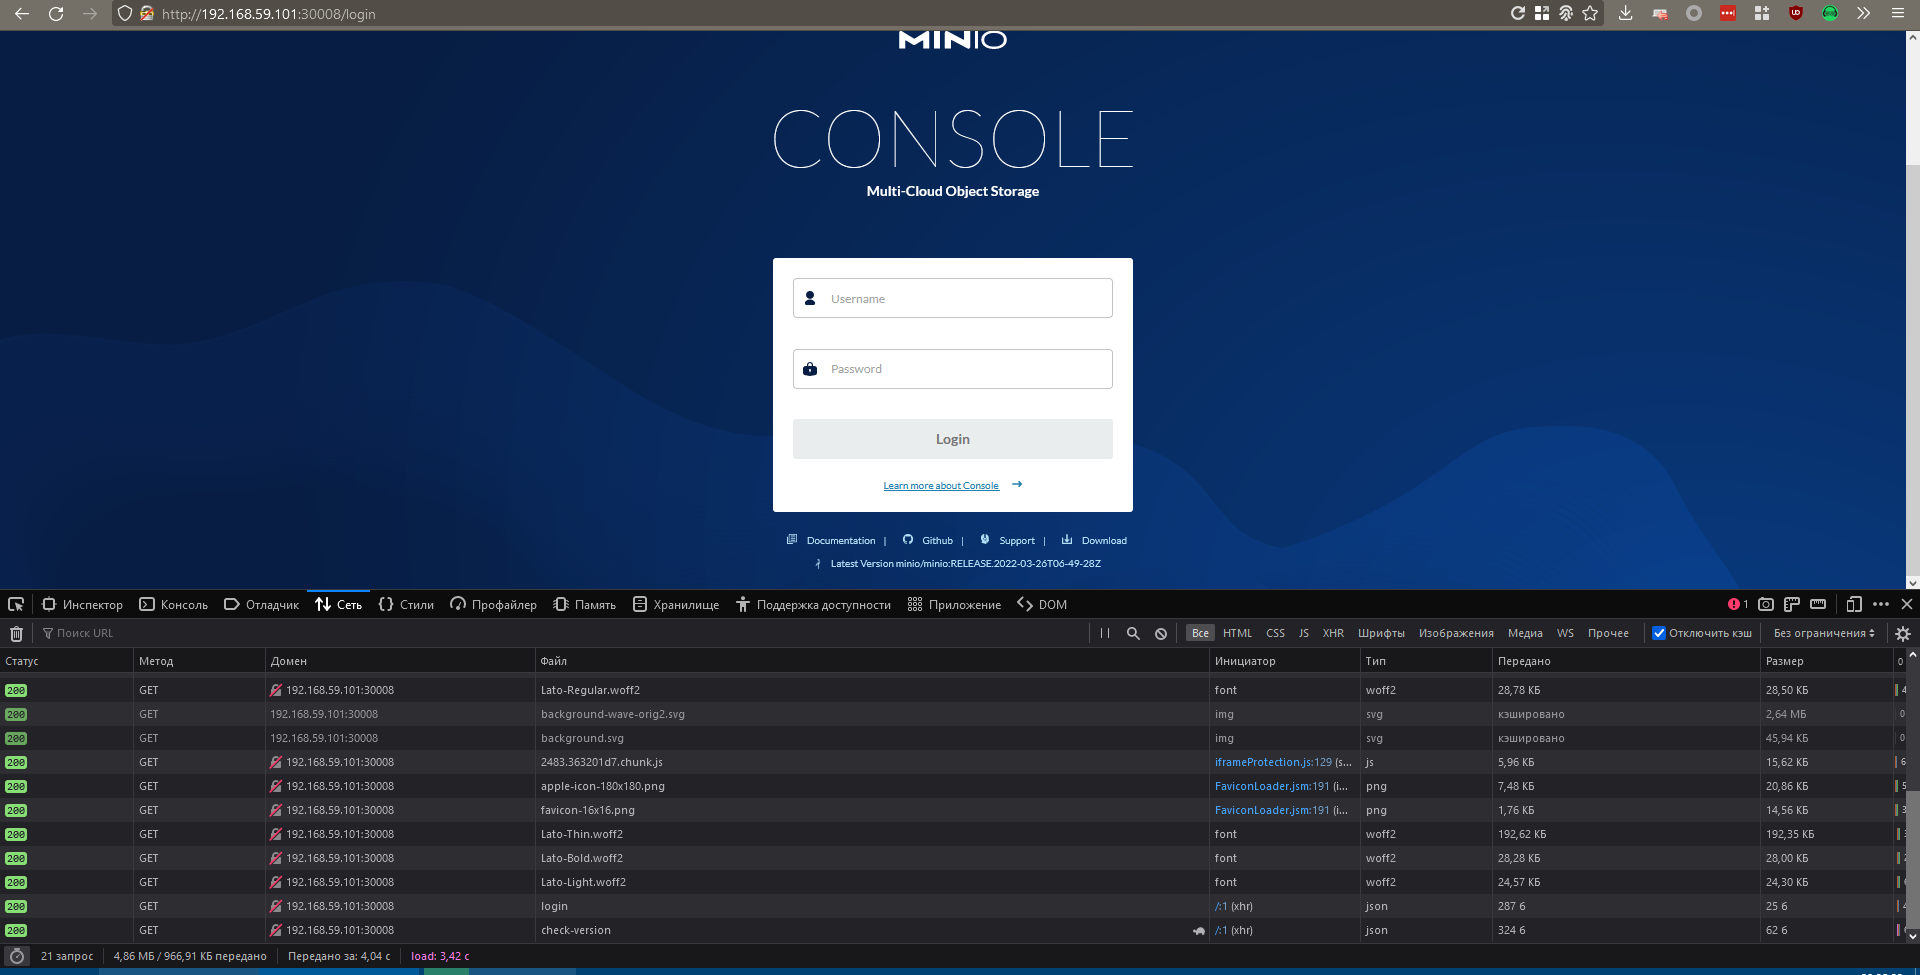 http://192.168.59.101:30008/login
MINIO
CONSOLE
Multi-Cloud Object Storage
Username
Password
Login
Learn more about Console
Documentation | Github | Support | Download
Latest Version minio/minio:RELEASE.2022-03-26T06-49-28Z
Инспектор Консоль Отладчик Сеть Стили Профайлер Память Хранилище Поддержка доступности Приложение DOM 1
Поиск URL Все HTML CSS JS XHR Шрифты Изображения Медиа WS Прочее Отключить кэш Без ограничения
Статус Метод Домен Файл Инициатор Тип Передано Размер 0
200 GET 192.168.59.101:30008 Lato-Regular.woff2 font woff2 28,78 КБ 28,50 КБ 4
200 GET 192.168.59.101:30008 background-wave-orig2.svg img svg кэшировано 2,64 МБ 0
200 GET 192.168.59.101:30008 background.svg img svg кэшировано 45,94 КБ 0
200 GET 192.168.59.101:30008 2483.363201d7.chunk.js iframeProtection.js:129 (s... js 5,96 КБ 15,62 КБ 6
200 GET 192.168.59.101:30008 apple-icon-180x180.png FaviconLoader.jsm:191 (i... png 7,48 КБ 20,86 КБ 5
200 GET 192.168.59.101:30008 favicon-16x16.png FaviconLoader.jsm:191 (i... png 1,76 КБ 14,56 КБ 3
200 GET 192.168.59.101:30008 Lato-Thin.woff2 font woff2 192,62 КБ 192,35 КБ
200 GET 192.168.59.101:30008 Lato-Bold.woff2 font woff2 28,28 КБ 28,00 КБ
200 GET 192.168.59.101:30008 Lato-Light.woff2 font woff2 24,57 КБ 24,30 КБ
200 GET 192.168.59.101:30008 login /:1 (xhr) json 287 б 25 б
200 GET 192.168.59.101:30008 check-version /:1 (xhr) json 324 б 62 б
21 запрос 4,86 МБ / 966,91 КБ передано Передано за: 4,04 с load: 3,42 с